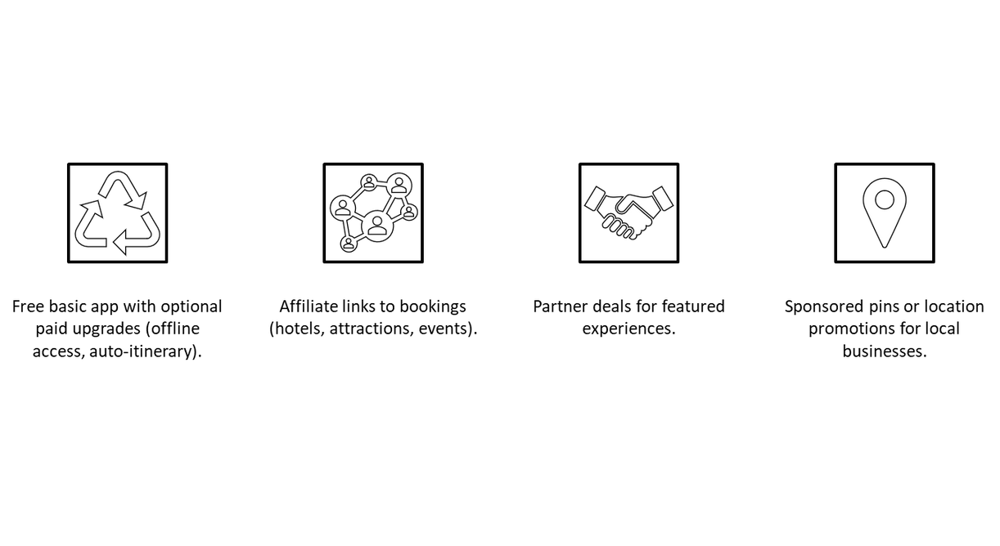 Free basic app with optional
paid upgrades (offline
access, auto-itinerary).
Affiliate links to bookings
(hotels, attractions, events).
Partner deals for featured
experiences.
Sponsored pins or location
promotions for local
businesses.